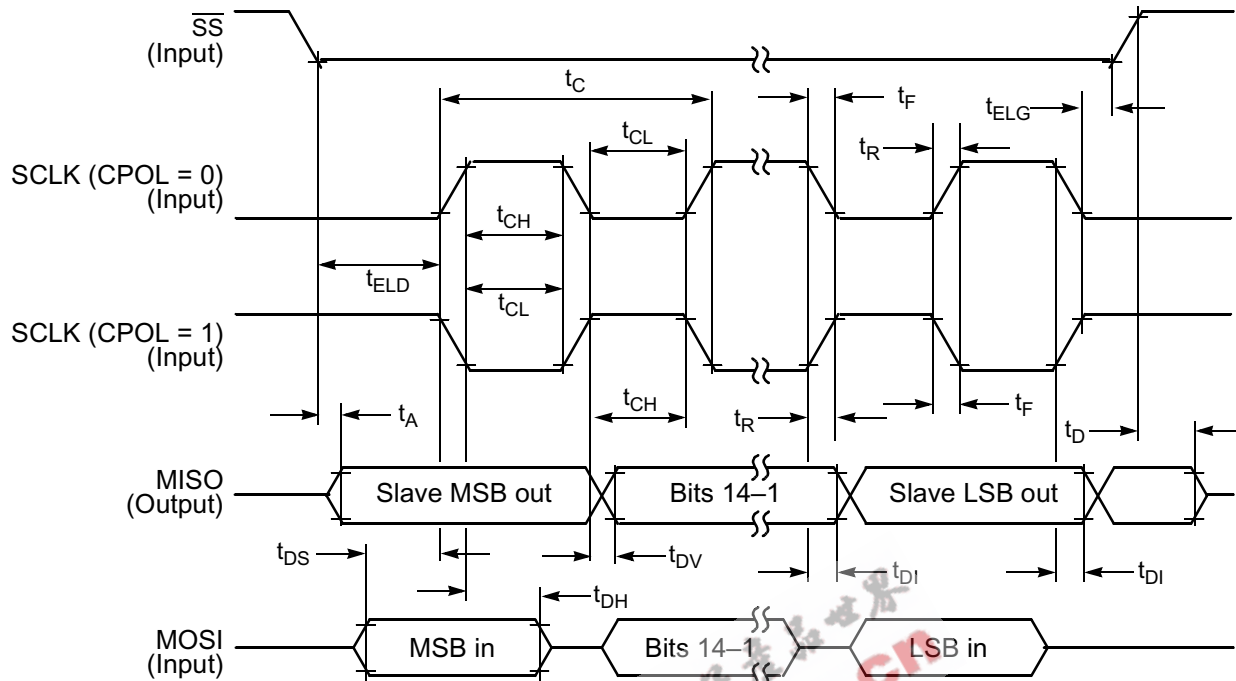 SS
(Input)
tC
tF
tELG
tCL
tR
SCLK (CPOL = 0)
(Input)
tCH
tELD
tCL
SCLK (CPOL = 1)
(Input)
tA
tCH
tR
tF
tD
MISO
(Output)
Slave MSB out
Bits 14–1
Slave LSB out
tDS
tDV
tDI
tDI
tDH
MOSI
(Input)
MSB in
Bits 14–1
LSB in
.cn